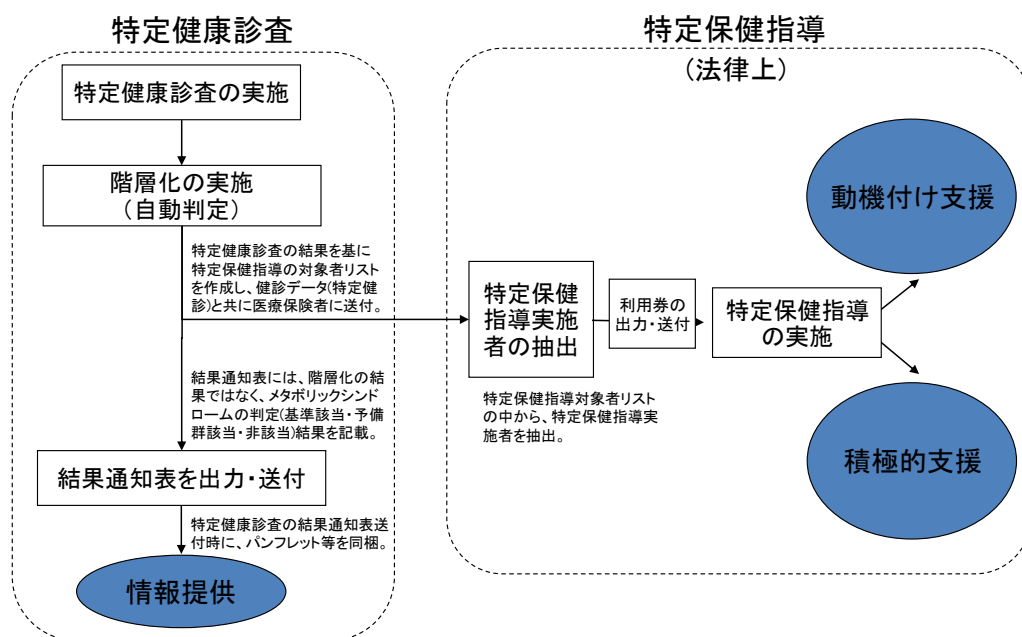 特定健康診査
特定健康診査の実施
階層化の実施
(自動判定)
特定健康診査の結果を基に
特定保健指導の対象者リスト
を作成し、健診データ(特定健
診)と共に医療保険者に送付。
結果通知表には、階層化の結
果ではなく、メタボリックシンド
ロームの判定(基準該当・予備
群該当・非該当)結果を記載。
結果通知表を出力・送付
特定健康診査の結果通知表送
付時に、パンフレット等を同梱。
情報提供
特定保健指導
(法律上)
特定保健
指導実施
者の抽出
特定保健指導対象者リスト
の中から、特定保健指導実
施者を抽出。
利用券の
出力・送付
特定保健指導
の実施
動機付け支援
積極的支援